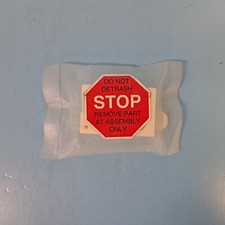 DO NOT
DETRASH
STOP
REMOVE PART
AT ASSEMBLY
ONLY